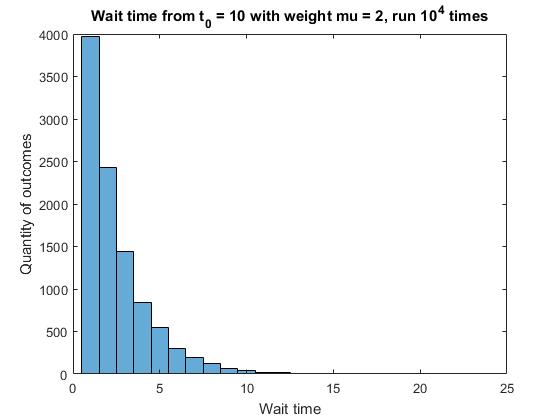 Wait time from t0 = 10 with weight mu = 2, run 10^4 times
4000
3500
3000
2500
2000
1500
1000
500
0
Quantity of outcomes
0 5 10 15 20 25
Wait time